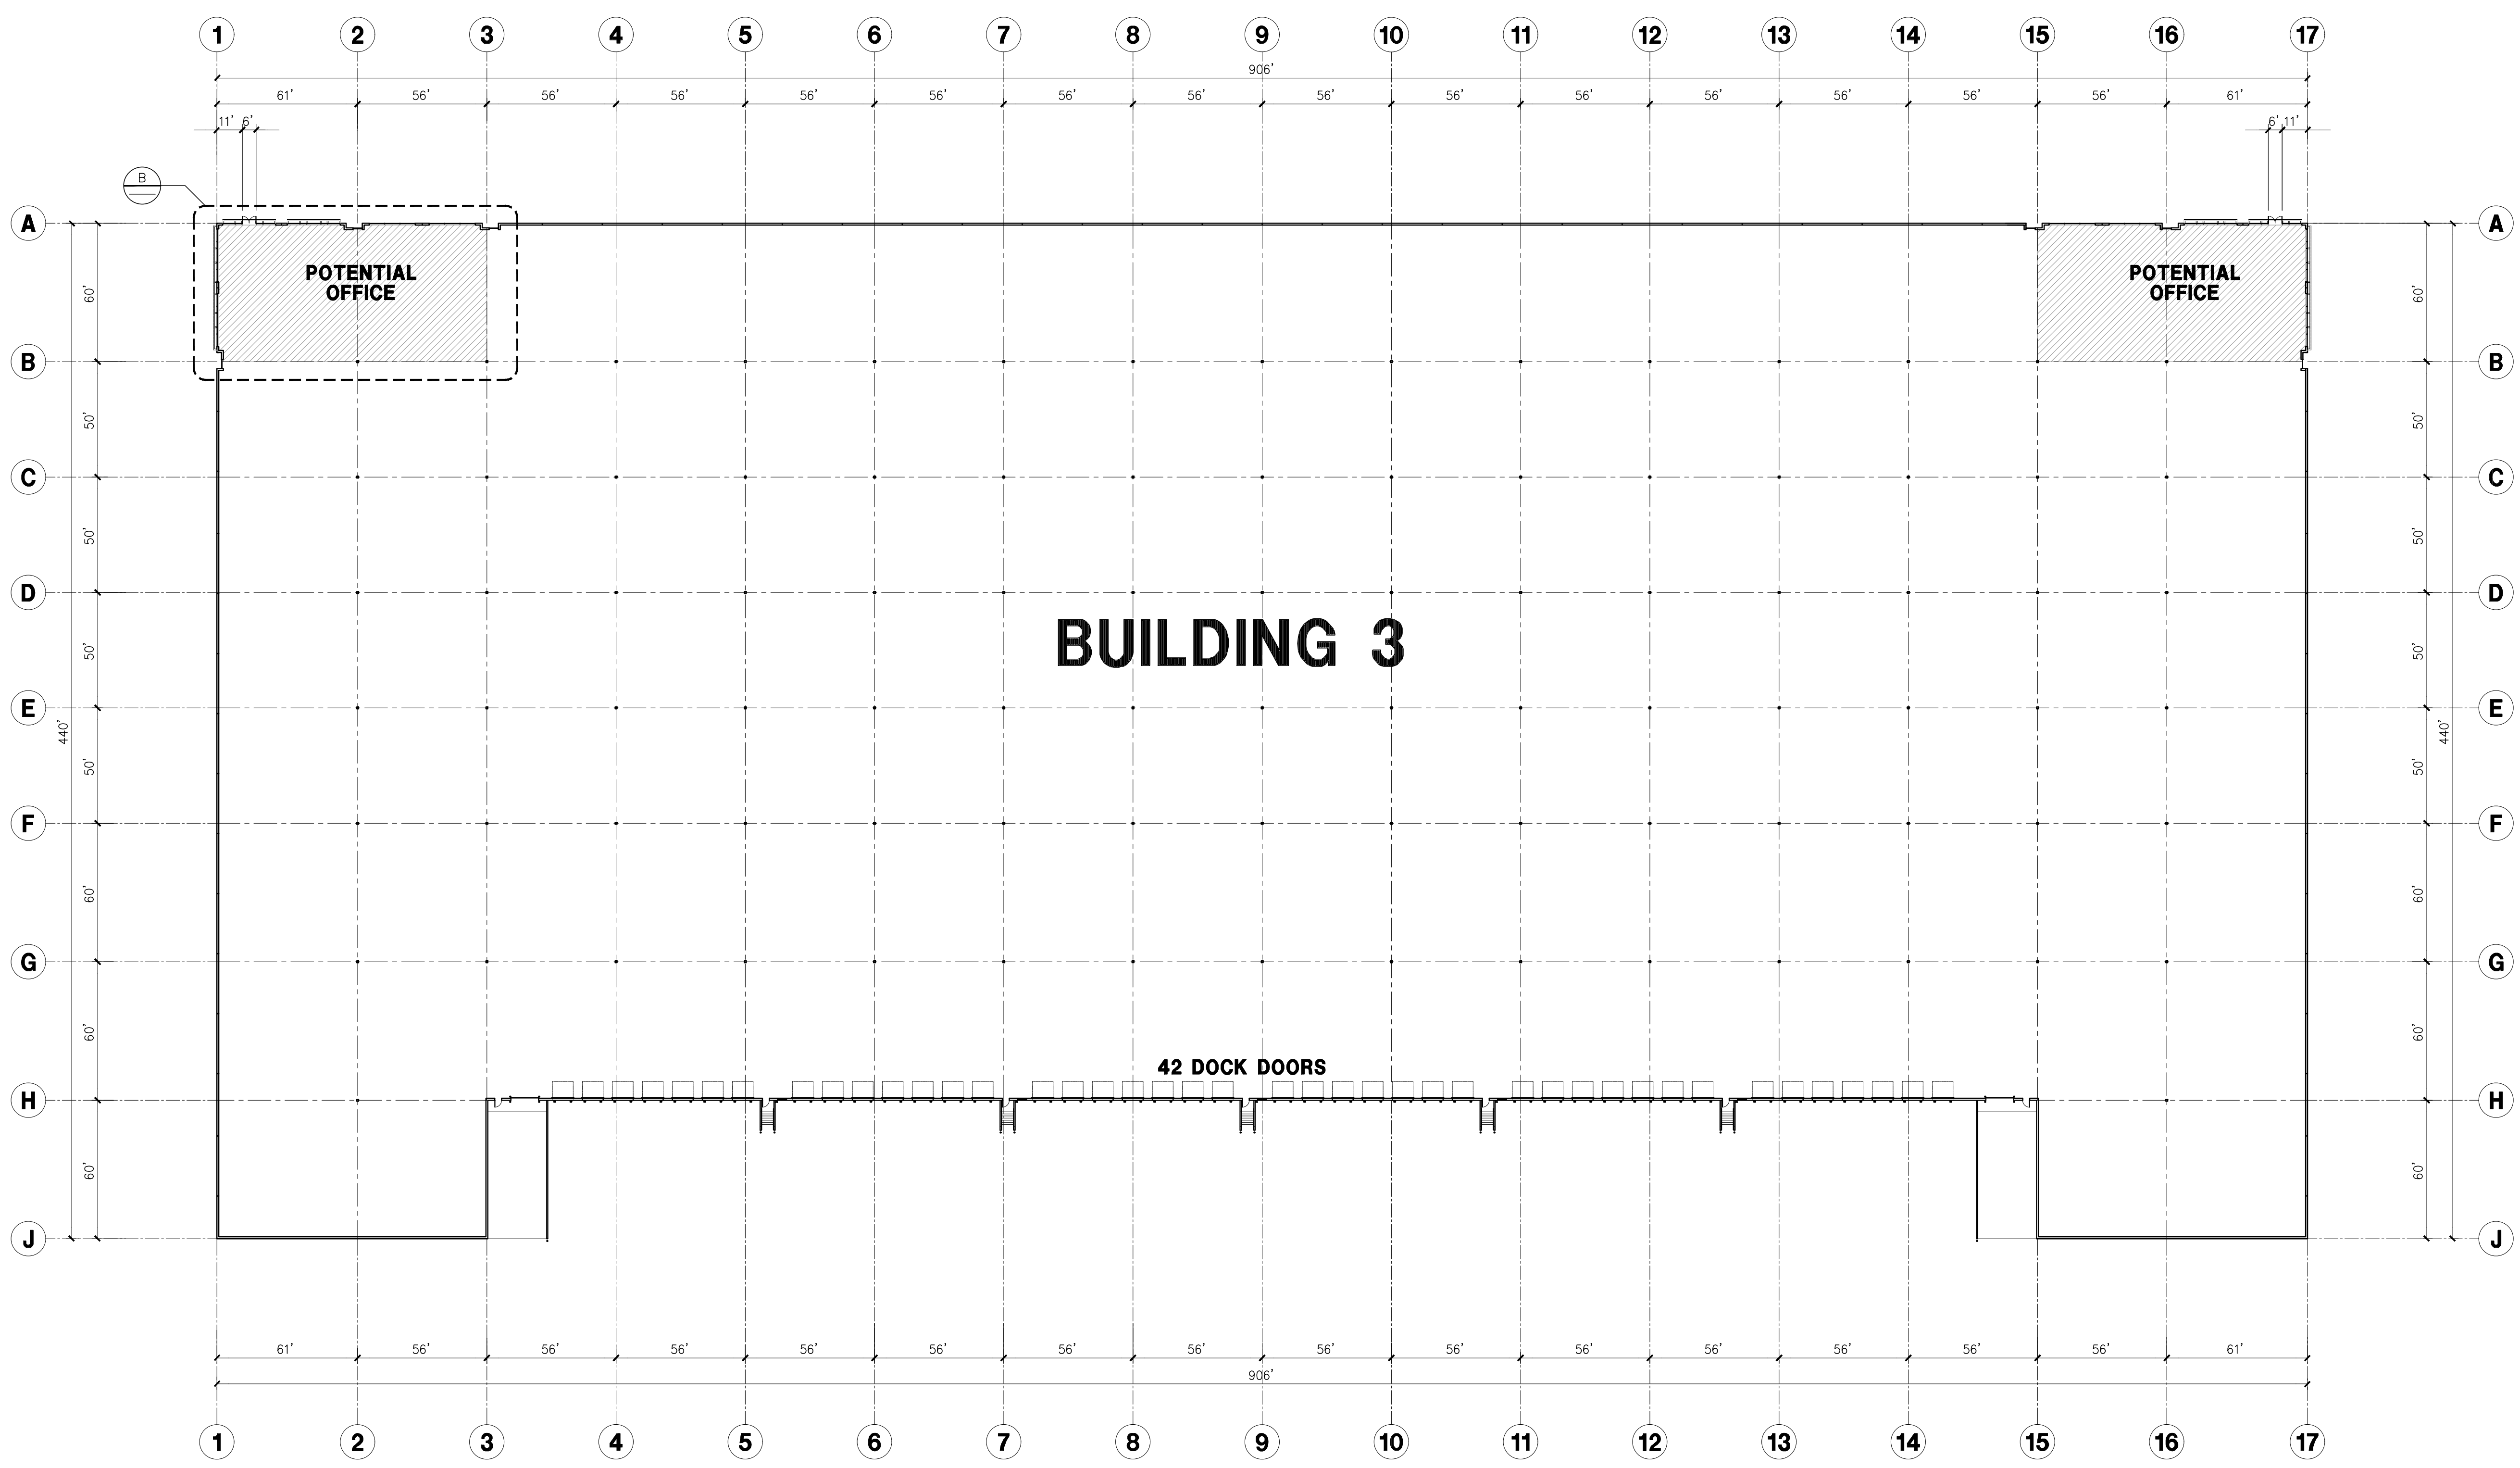 1 2 3 4 5 6 7 8 9 10 11 12 13 14 15 16 17
906'
61' 56' 56' 56' 56' 56' 56' 56' 56' 56' 56' 56' 56' 56' 56' 61'
11' 6' 6' 11'
B
A A
POTENTIAL POTENTIAL
OFFICE OFFICE
60' 60'
B B
50' 50'
C C
50' 50'
D D
BUILDING 3
50' 50'
E E
440' 440'
50' 50'
F F
60' 60'
G G
60' 60'
42 DOCK DOORS
H H
60' 60'
J J
61' 56' 56' 56' 56' 56' 56' 56' 56' 56' 56' 56' 56' 56' 56' 61'
906'
1 2 3 4 5 6 7 8 9 10 11 12 13 14 15 16 17